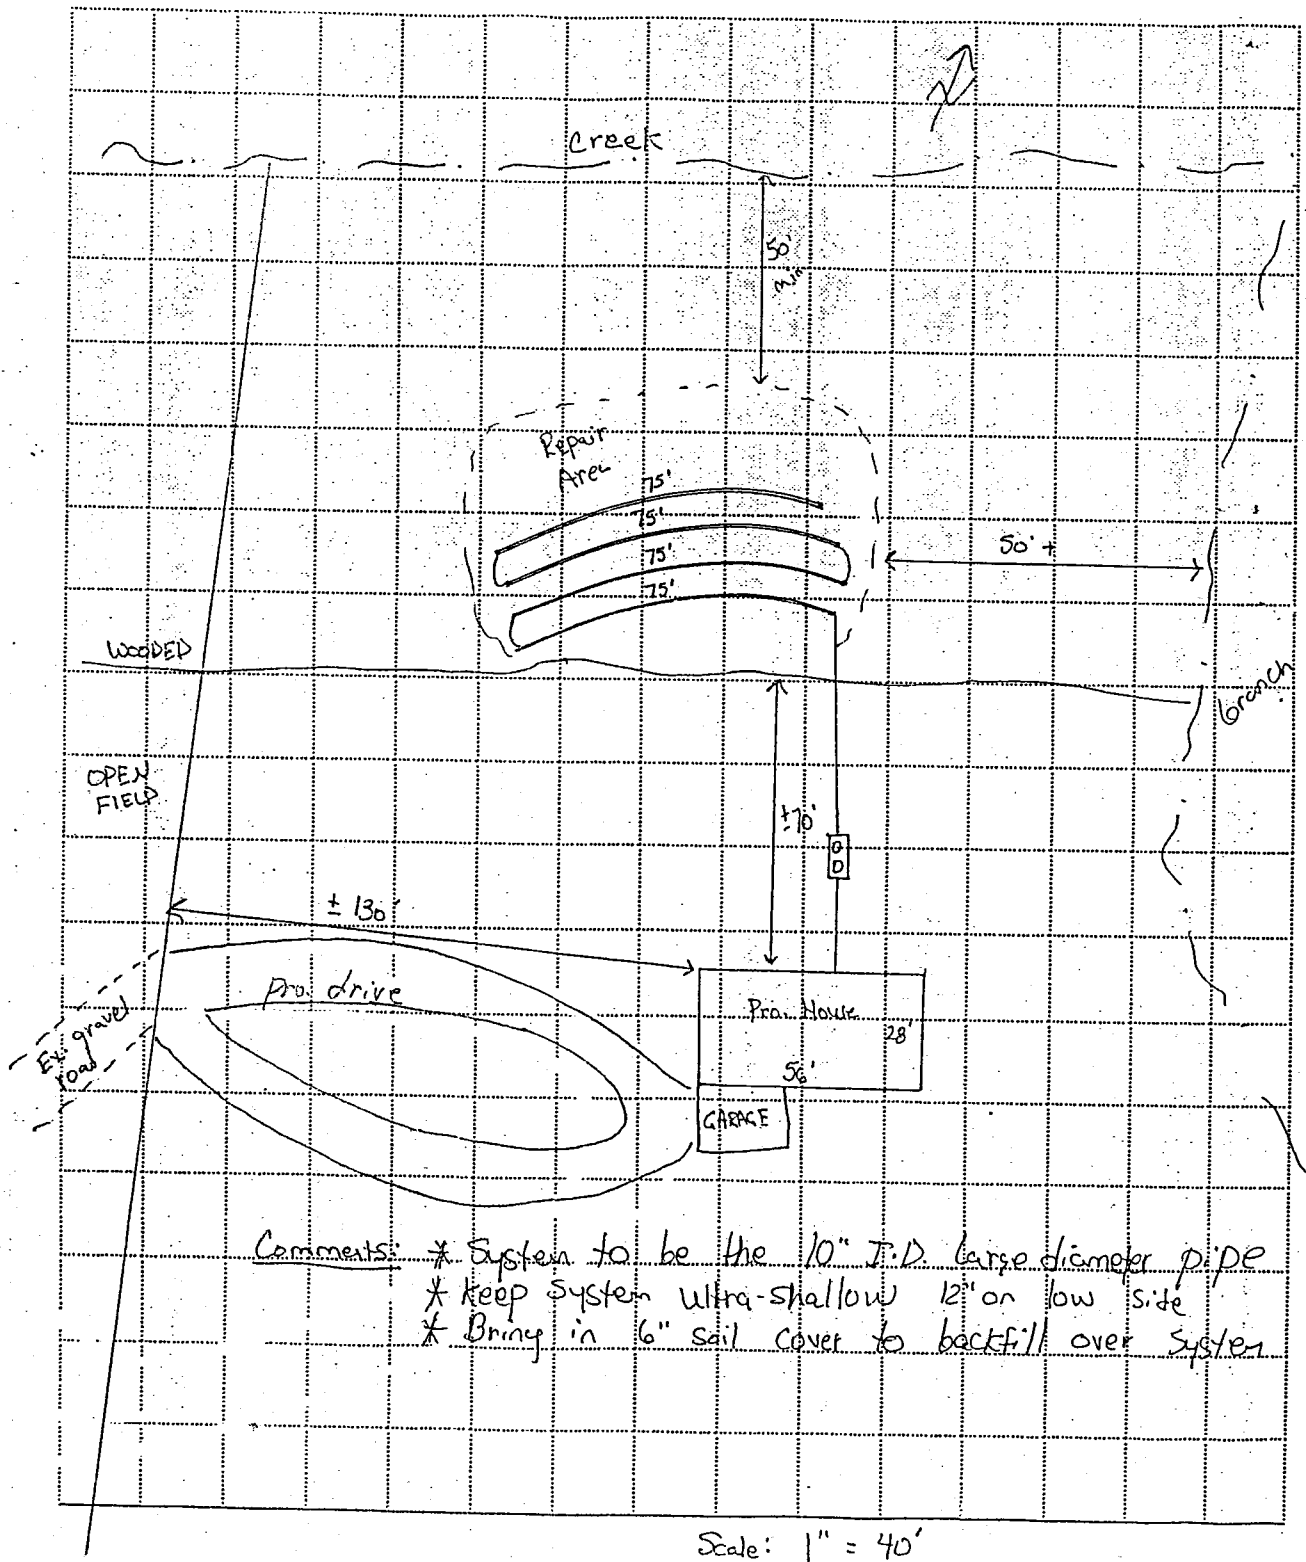 N
Creek
50'
min
Repair
Area
75'
75'
75'
75'
50' +
WOODED
branch
OPEN
FIELD
±70'
± 130'
Pro. drive
Pro. House
28'
56'
Ex. gravel
road
GARAGE
Comments: * System to be the 10" I.D. large diameter pipe
* Keep System Ultra-shallow 12" on low side
* Bring in 6" soil cover to backfill over System
Scale: 1" = 40'